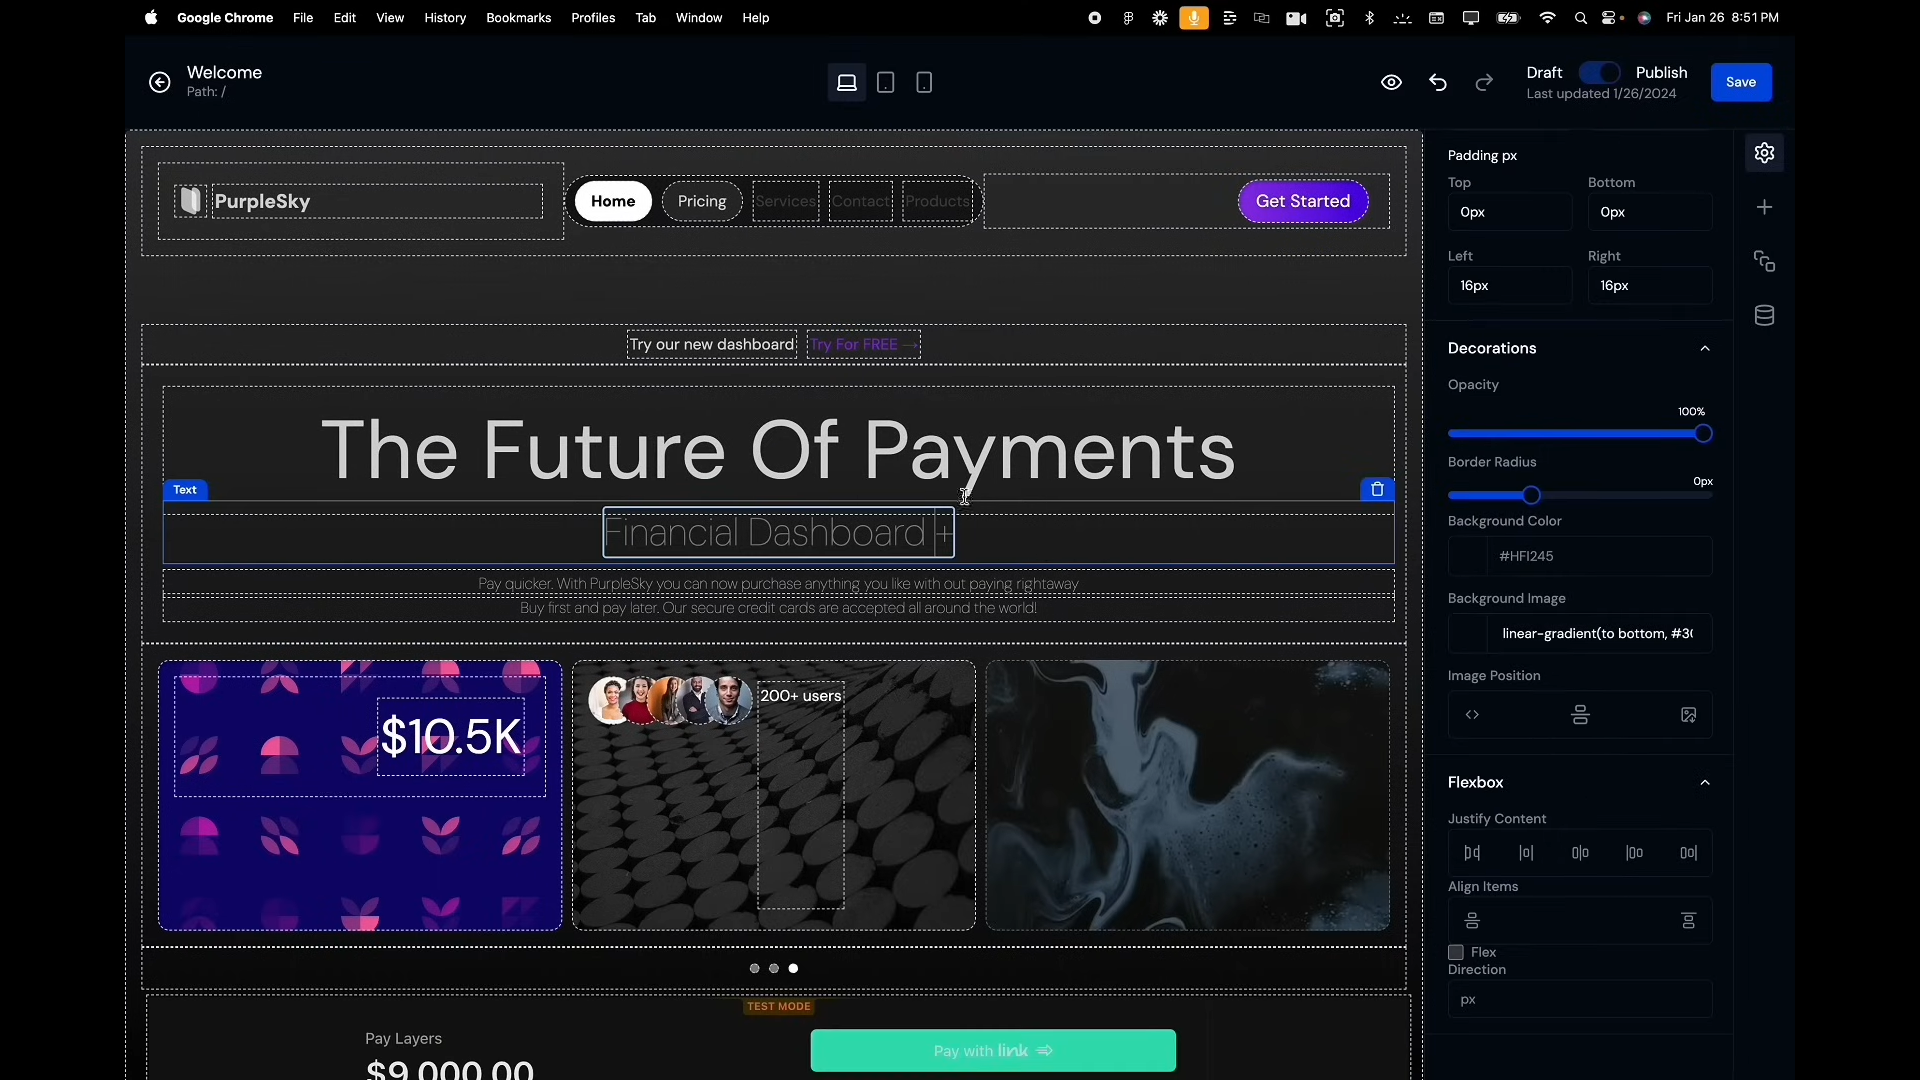 Google Chrome File Edit View History Bookmarks Profiles Tab Window Help Fri Jan 26 8:51 PM
Welcome
Path: /
Draft Publish
Last updated 1/26/2024
Save
PurpleSky
Home Pricing Services Contact Products
Get Started
Try our new dashboard Try For FREE →
The Future Of Payments
Text
Financial Dashboard +
Pay quicker. With PurpleSky you can now purchase anything you like with out paying rightaway
Buy first and pay later. Our secure credit cards are accepted all around the world!
$10.5K
200+ users
TEST MODE
Pay Layers
$9,000.00
Pay with link
Padding px
Top Bottom
0px 0px
Left Right
16px 16px
Decorations
Opacity
100%
Border Radius
0px
Background Color
#HFI245
Background Image
linear-gradient(to bottom, #30
Image Position
Flexbox
Justify Content
Align Items
Flex
Direction
px